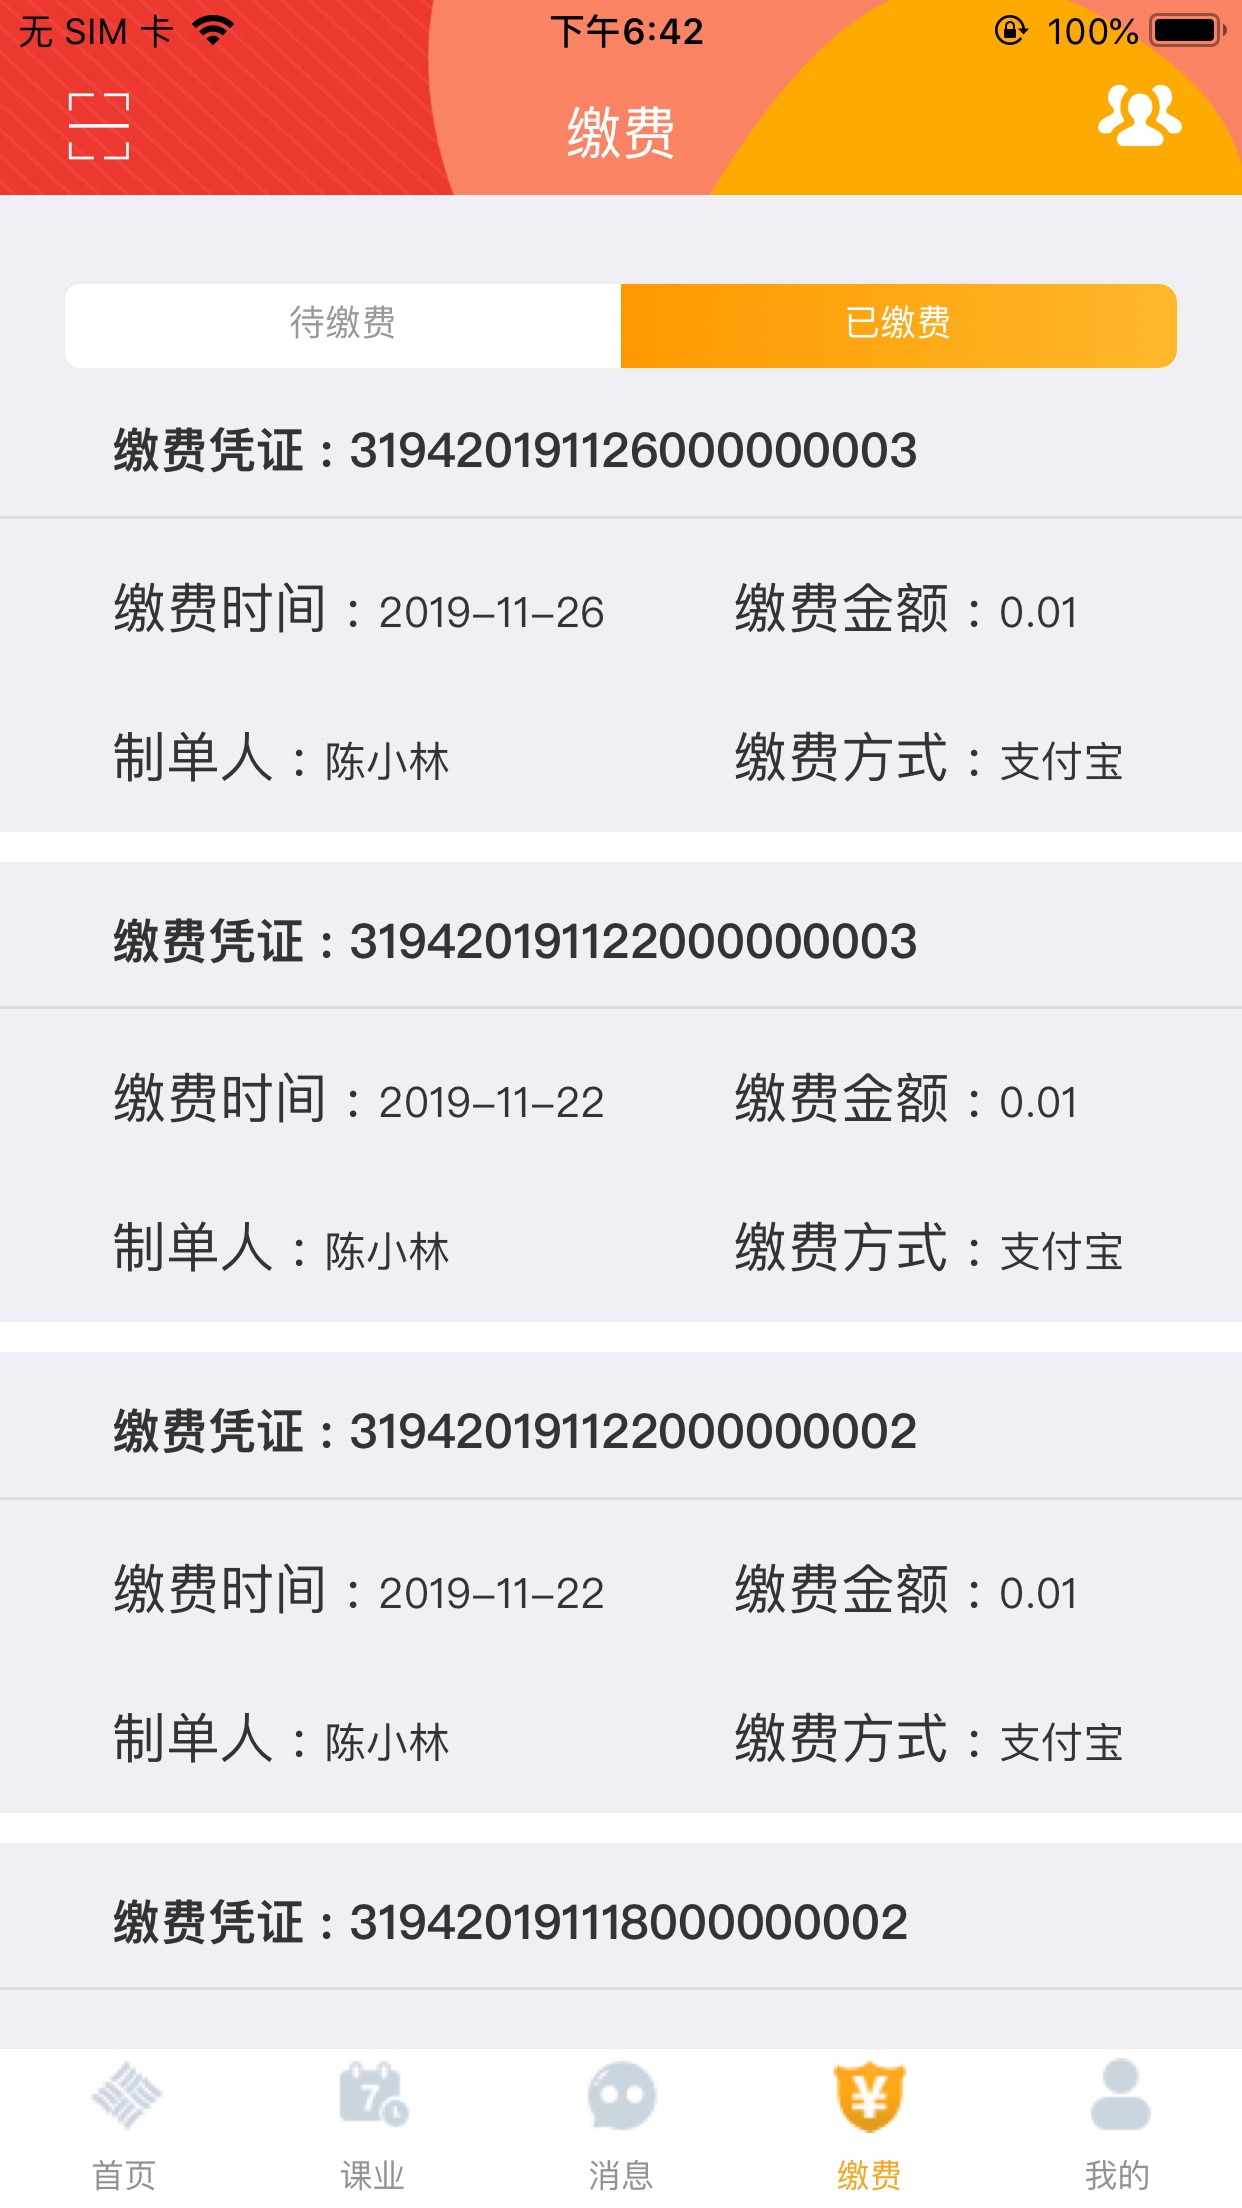 无 SIM 卡 下午6:42 100%
缴费
待缴费 已缴费
缴费凭证：3194201911126000000003
缴费时间：2019-11-26 缴费金额：0.01
制单人：陈小林 缴费方式：支付宝
缴费凭证：3194201911122000000003
缴费时间：2019-11-22 缴费金额：0.01
制单人：陈小林 缴费方式：支付宝
缴费凭证：3194201911122000000002
缴费时间：2019-11-22 缴费金额：0.01
制单人：陈小林 缴费方式：支付宝
缴费凭证：3194201911118000000002
7 ¥
首页 课业 消息 缴费 我的